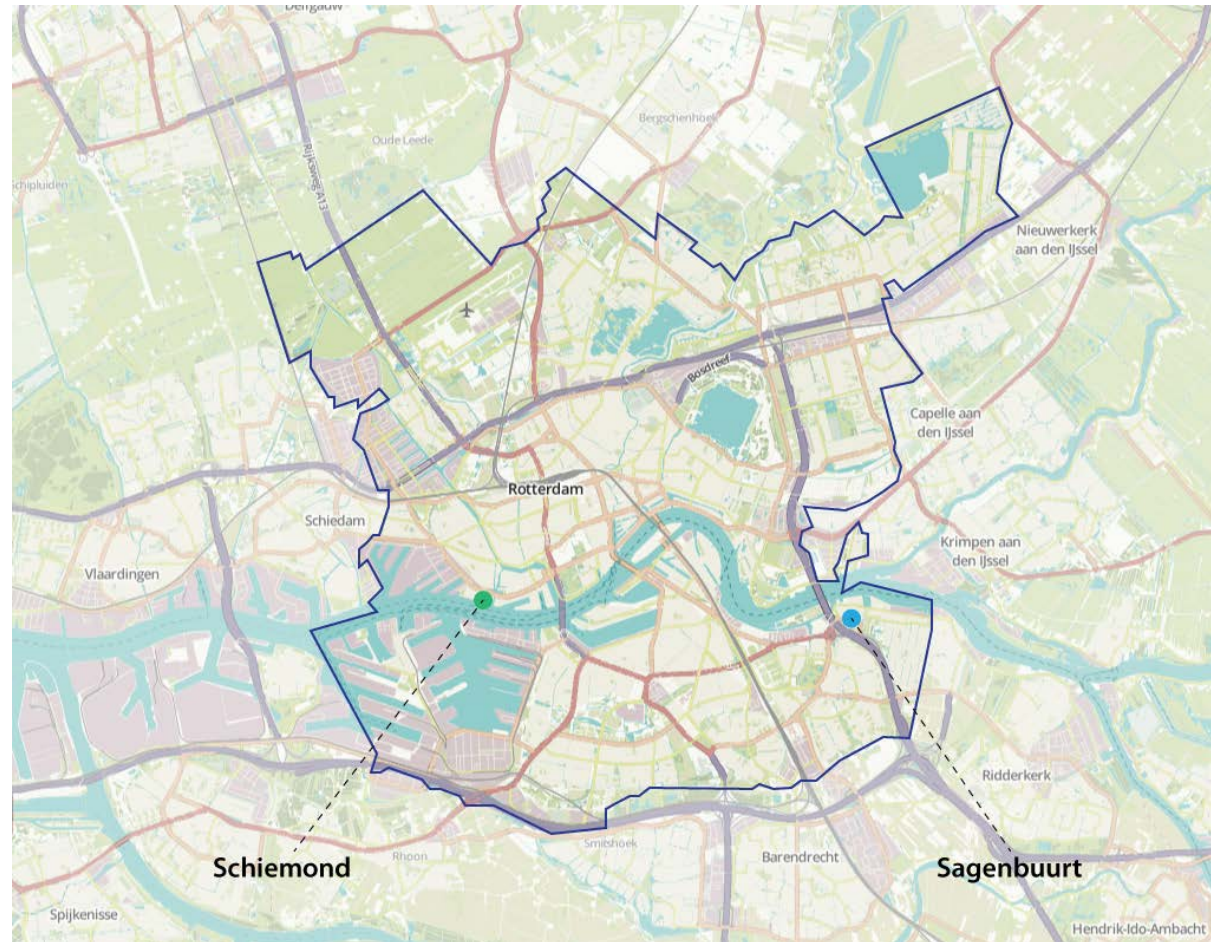 Delfgauw
Oude Leede
Bergschenhoek
Rijksweg A13
Schipluiden
Nieuwerkerk
aan den IJssel
Bosdreef
Capelle aan
den IJssel
Rotterdam
Schiedam
Krimpen aan
den IJssel
Vlaardingen
Ridderkerk
Smitshoek
Rhoon
Barendrecht
Schiemond
Sagenbuurt
Spijkenisse
Hendrik-Ido-Ambacht